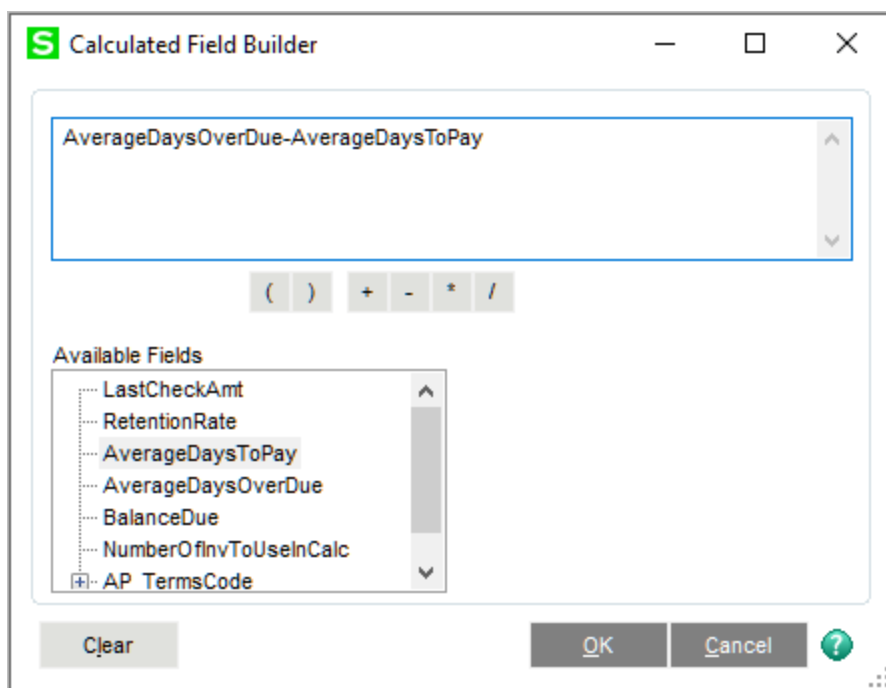 S Calculated Field Builder
AverageDaysOverDue-AverageDaysToPay
( ) + - * /
Available Fields
LastCheckAmt
RetentionRate
AverageDaysToPay
AverageDaysOverDue
BalanceDue
NumberOfInvToUseInCalc
AP_TermsCode
Clear OK Cancel ?